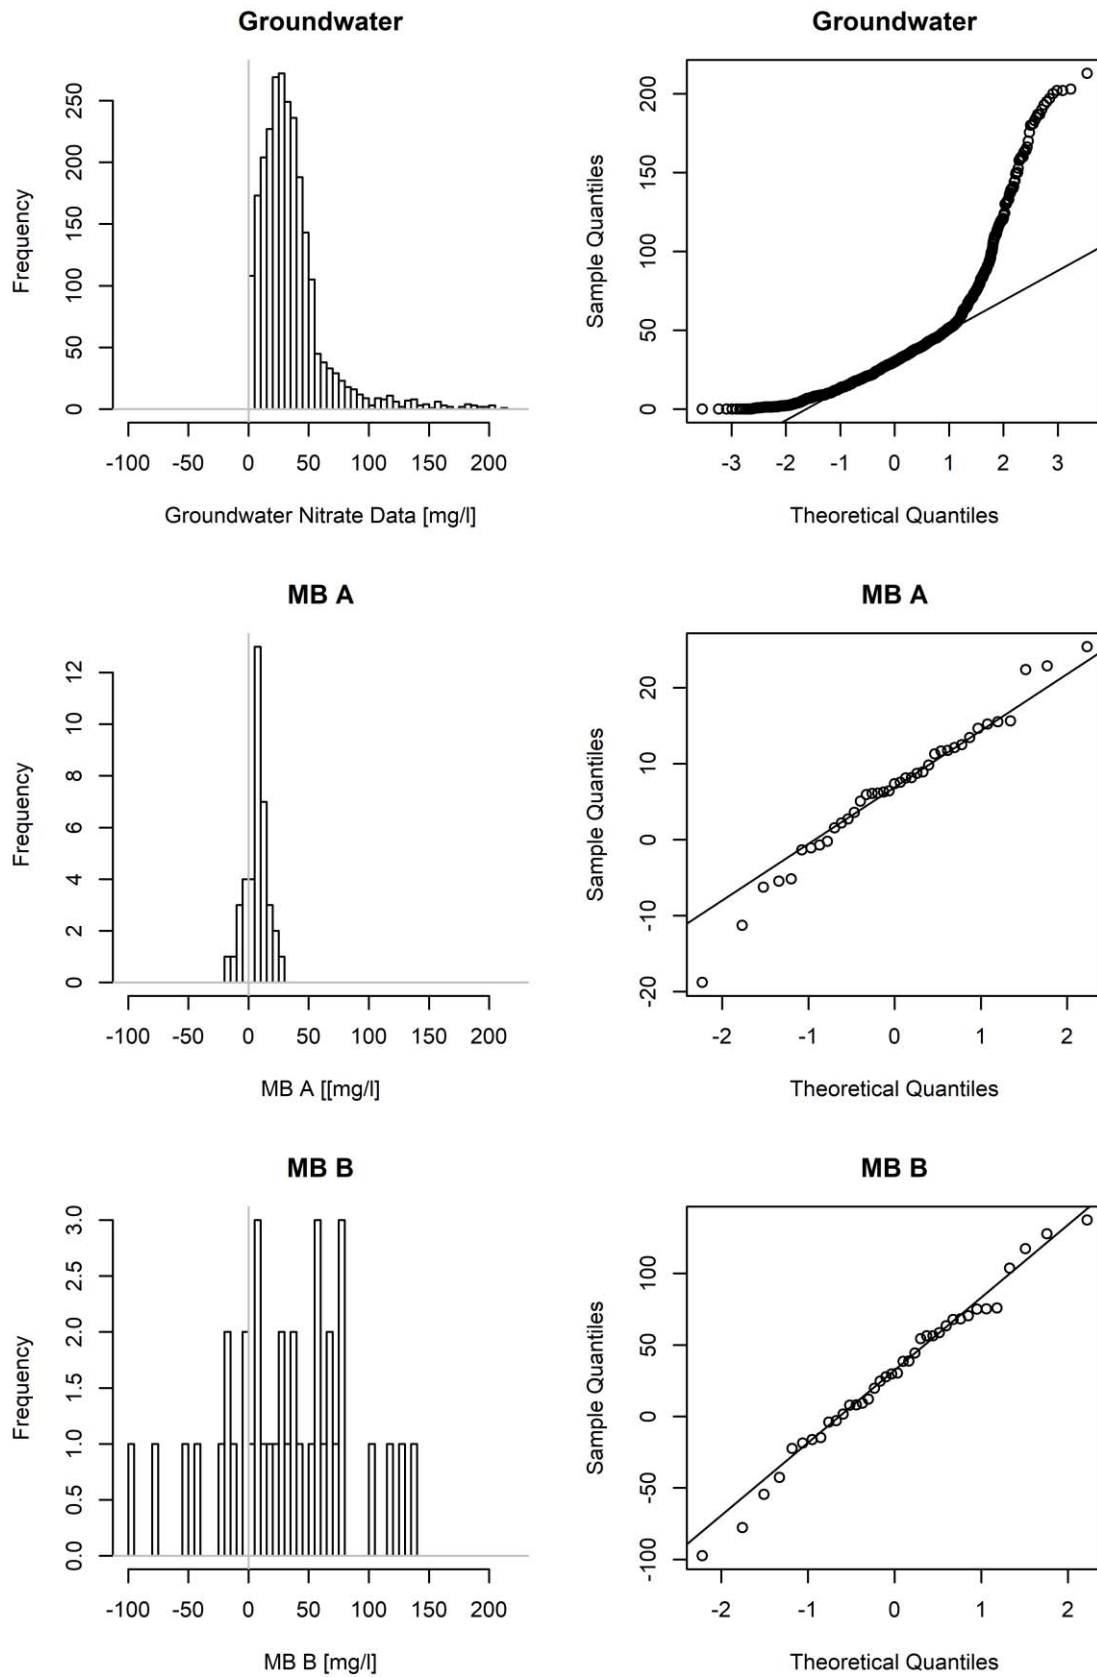 Groundwater
Frequency
0 50 100 150 200 250
-100 -50 0 50 100 150 200
Groundwater Nitrate Data [mg/l]
Groundwater
Sample Quantiles
0 50 100 150 200
-3 -2 -1 0 1 2 3
Theoretical Quantiles
MB A
Frequency
0 2 4 6 8 10 12
-100 -50 0 50 100 150 200
MB A [[mg/l]
MB A
Sample Quantiles
-20 -10 0 10 20
-2 -1 0 1 2
Theoretical Quantiles
MB B
Frequency
0.0 0.5 1.0 1.5 2.0 2.5 3.0
-100 -50 0 50 100 150 200
MB B [mg/l]
MB B
Sample Quantiles
-100 -50 0 50 100
-2 -1 0 1 2
Theoretical Quantiles